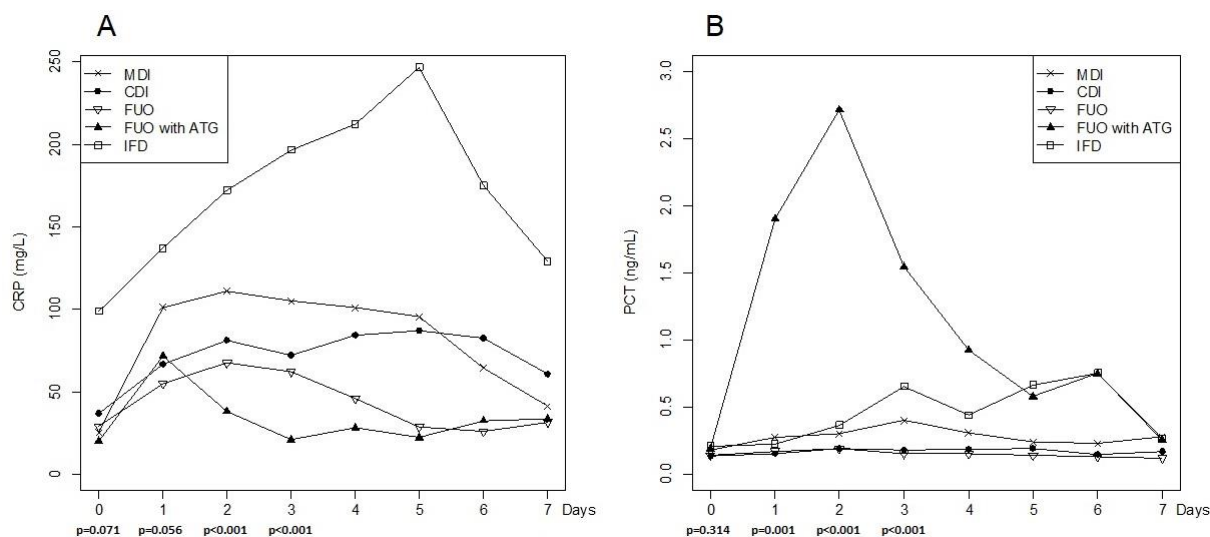 A
CRP (mg/L)
0
50
100
150
200
250
MDI
CDI
FUO
FUO with ATG
IFD
0 1 2 3 4 5 6 7 Days
p=0.071 p=0.056 p<0.001 p<0.001
B
PCT (ng/mL)
0.0
0.5
1.0
1.5
2.0
2.5
3.0
MDI
CDI
FUO
FUO with ATG
IFD
0 1 2 3 4 5 6 7 Days
p=0.314 p=0.001 p<0.001 p<0.001